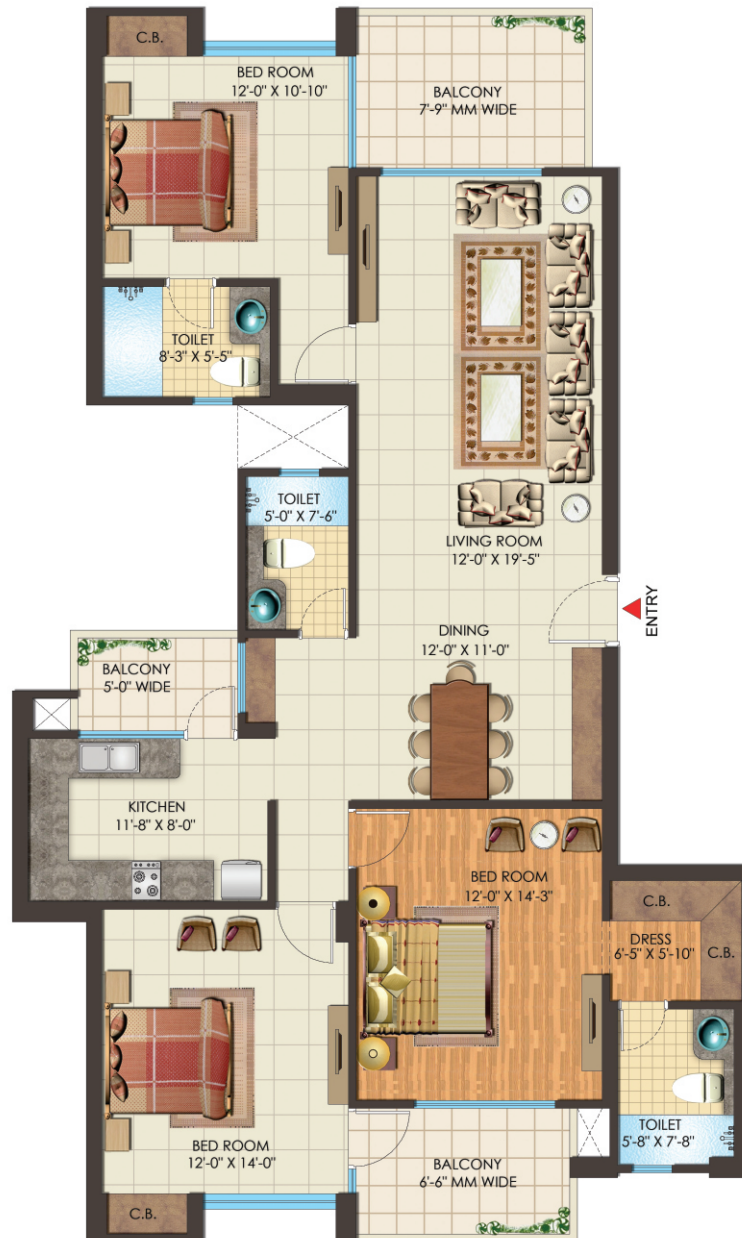 C.B.
BED ROOM
12'-0" X 10'-10"
BALCONY
7'-9" MM WIDE
TOILET
8'-3" X 5'-5"
TOILET
5'-0" X 7'-6"
LIVING ROOM
12'-0" X 19'-5"
ENTRY
DINING
12'-0" X 11'-0"
BALCONY
5'-0" WIDE
KITCHEN
11'-8" X 8'-0"
BED ROOM
12'-0" X 14'-3"
C.B.
DRESS
6'-5" X 5'-10"
C.B.
BED ROOM
12'-0" X 14'-0"
TOILET
5'-8" X 7'-8"
BALCONY
6'-6" MM WIDE
C.B.